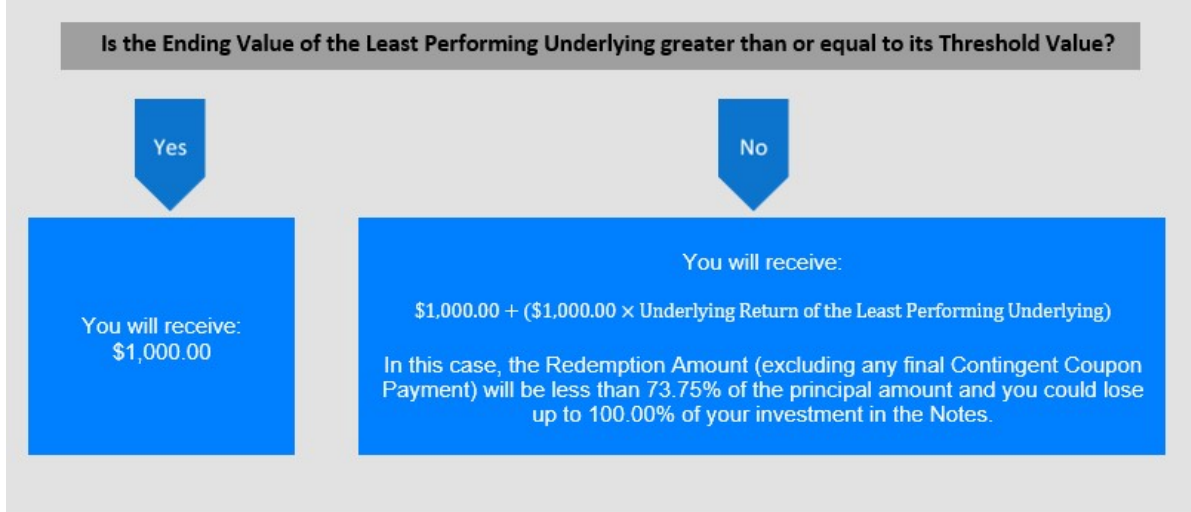 Is the Ending Value of the Least Performing Underlying greater than or equal to its Threshold Value?
Yes
No
You will receive:
$1,000.00
You will receive:
$1,000.00 + ($1,000.00 × Underlying Return of the Least Performing Underlying)
In this case, the Redemption Amount (excluding any final Contingent Coupon
Payment) will be less than 73.75% of the principal amount and you could lose
up to 100.00% of your investment in the Notes.